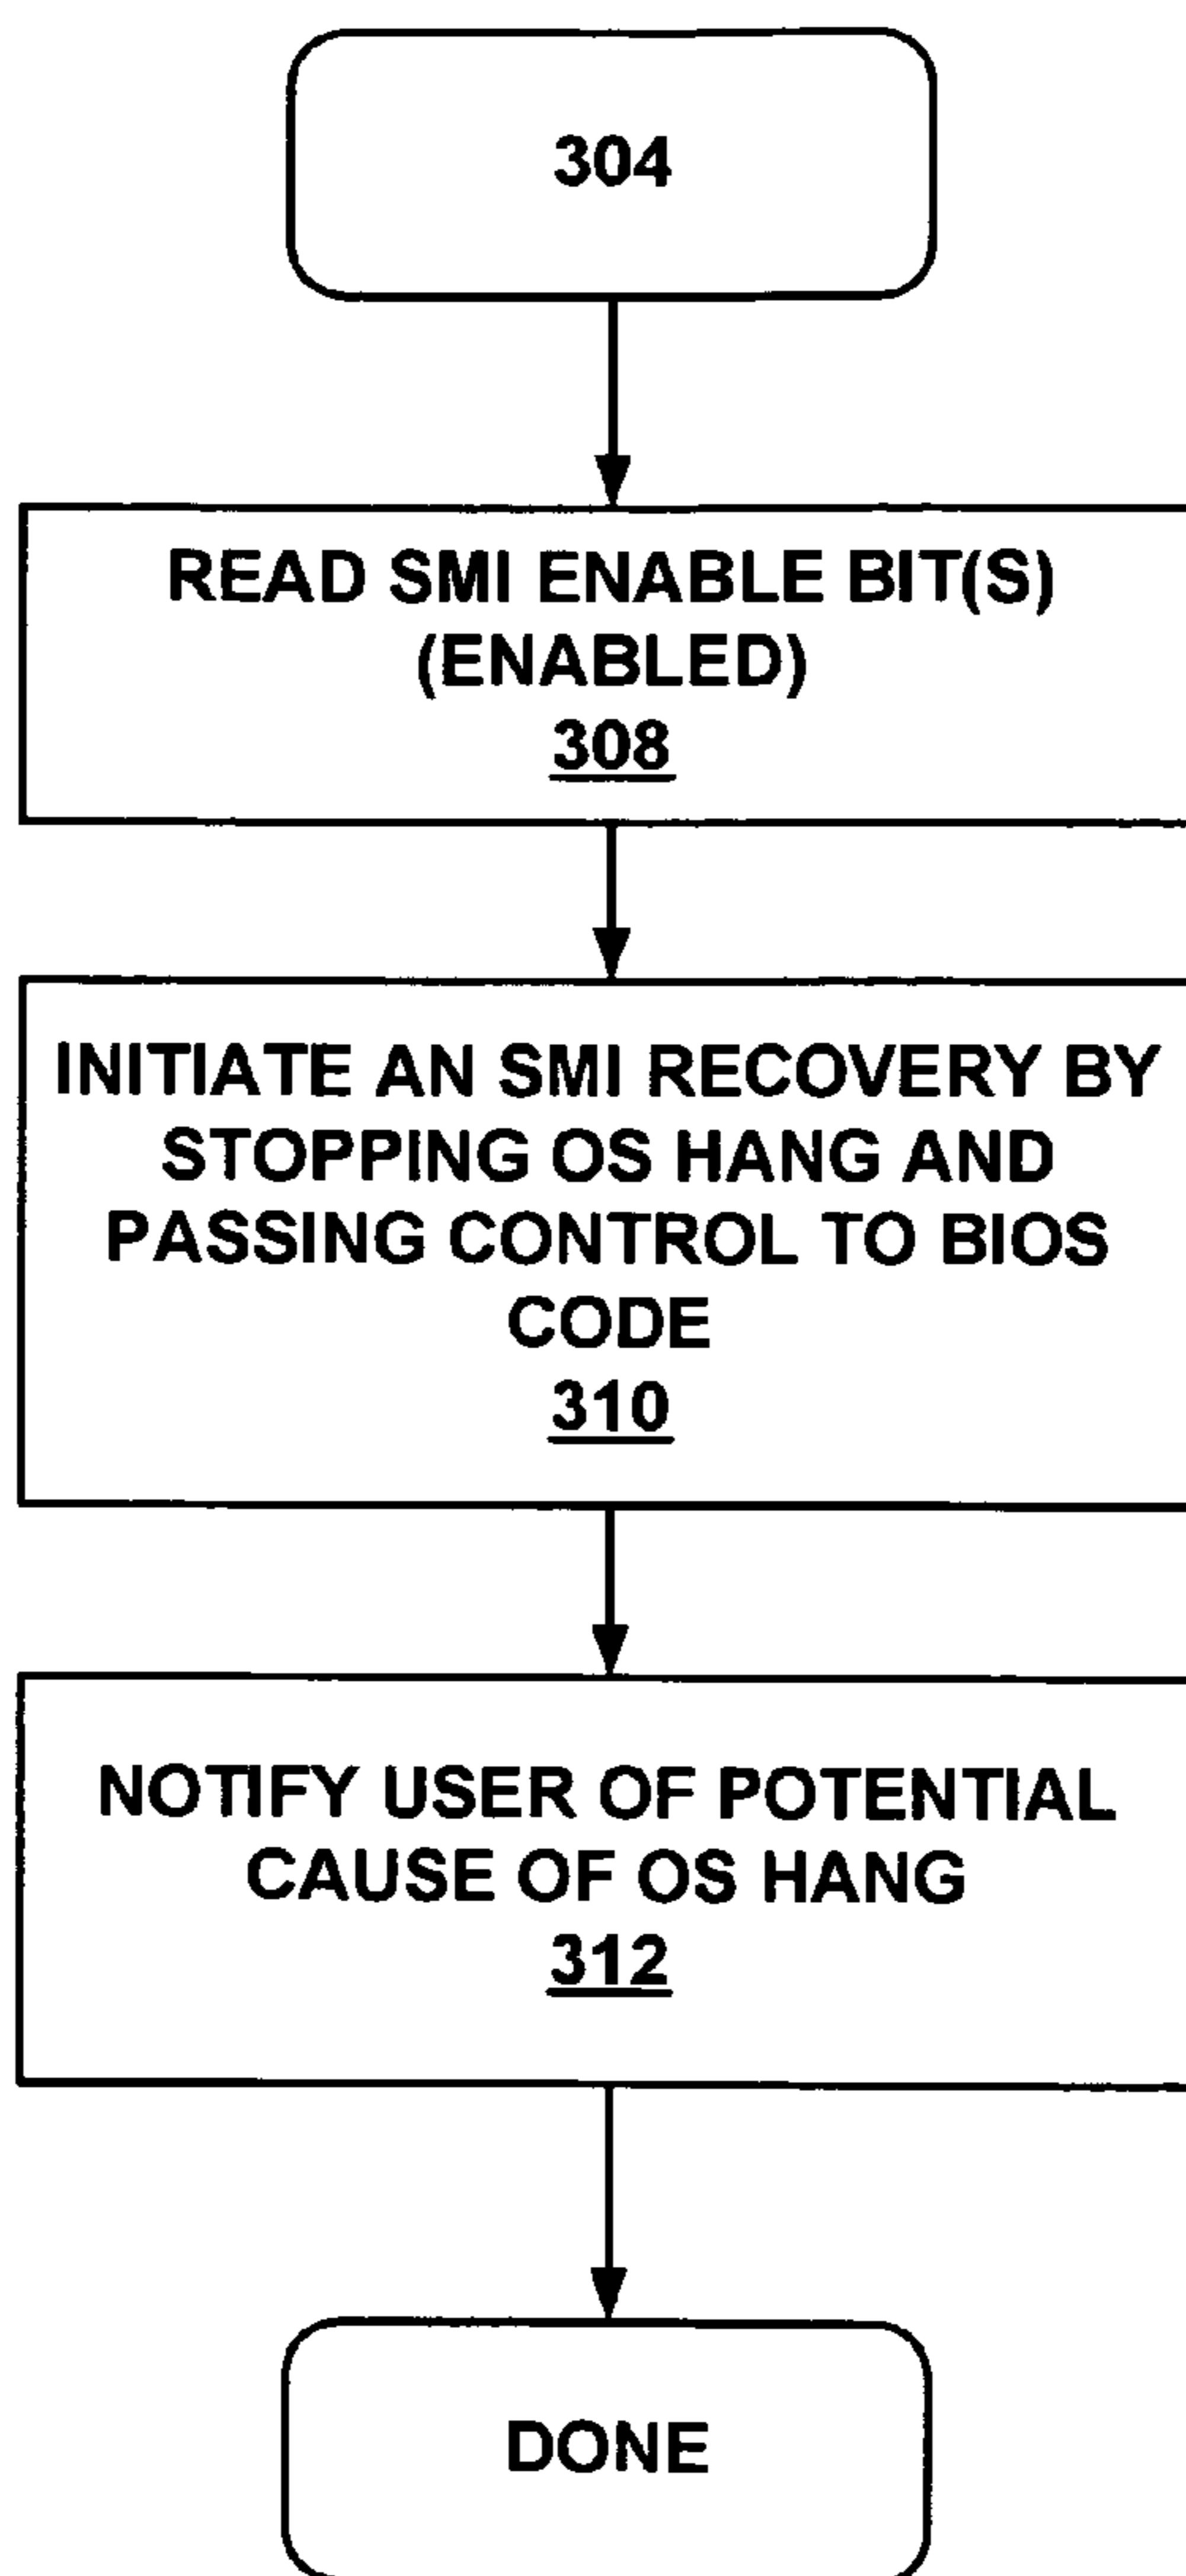 304
READ SMI ENABLE BIT(S)
(ENABLED)
308
INITIATE AN SMI RECOVERY BY
STOPPING OS HANG AND
PASSING CONTROL TO BIOS
CODE
310
NOTIFY USER OF POTENTIAL
CAUSE OF OS HANG
312
DONE